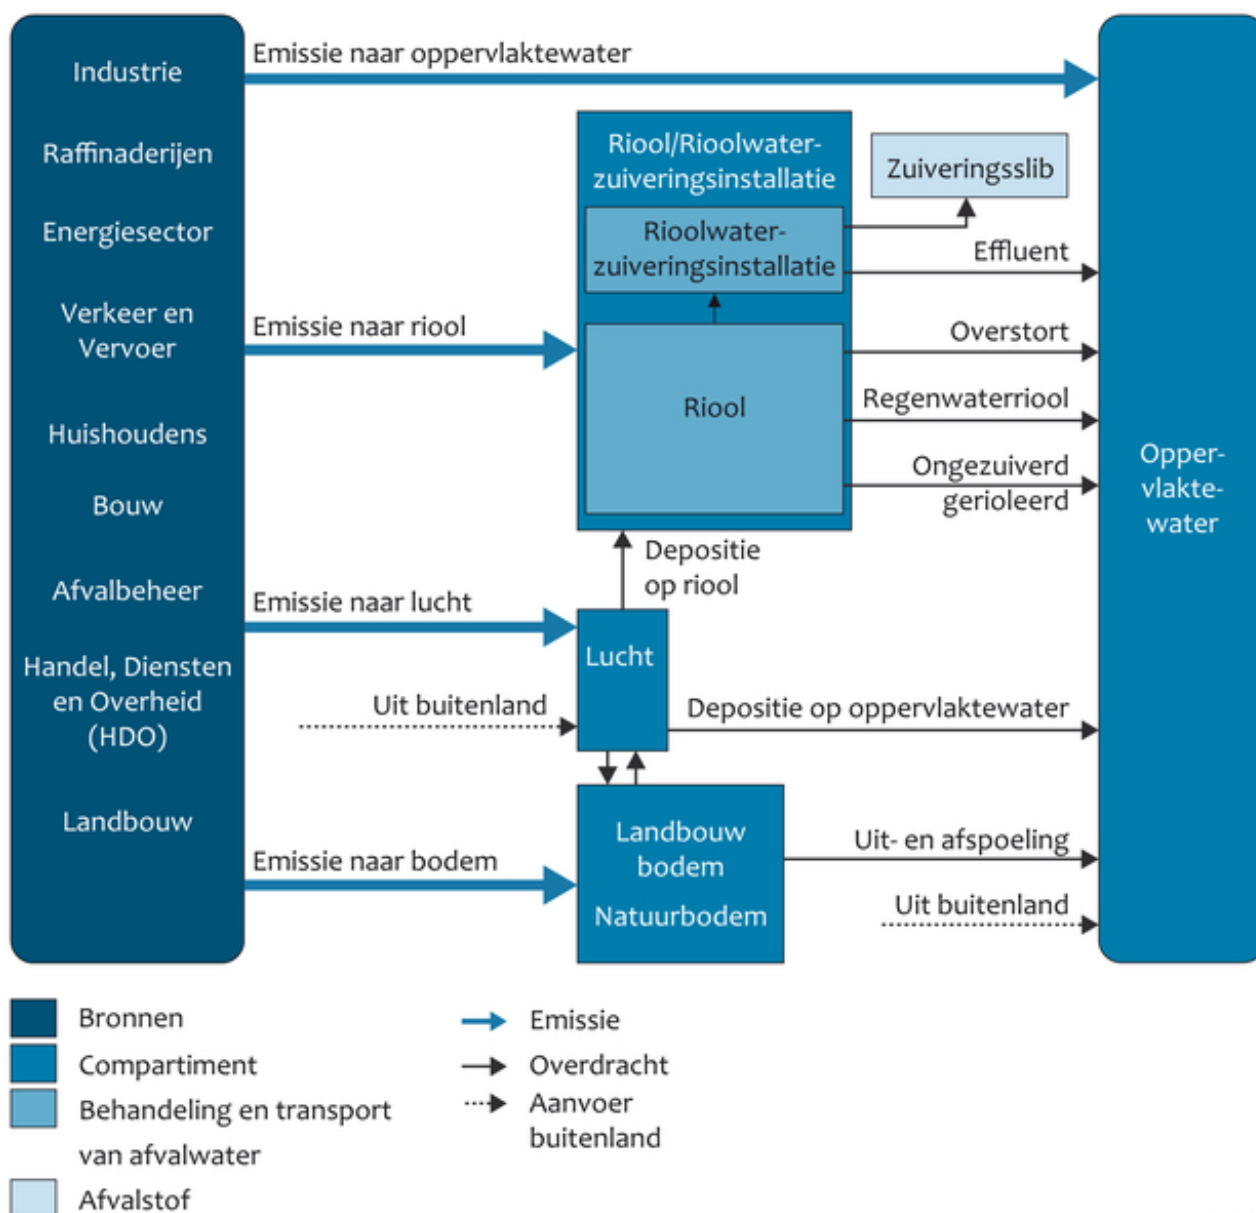 Industrie
Raffinaderijen
Energiesector
Verkeer en
Vervoer
Huishoudens
Bouw
Afvalbeheer
Handel, Diensten
en Overheid
(HDO)
Landbouw
Emissie naar oppervlaktewater
Emissie naar riool
Emissie naar lucht
Uit buitenland
Emissie naar bodem
Riool/Rioolwater-
zuiveringsinstallatie
Rioolwater-
zuiveringsinstallatie
Riool
Depositie
op riool
Lucht
Landbouw
bodem
Natuurbodem
Zuiveringsslib
Effluent
Overstort
Regenwaterriool
Ongezuiverd
gerioleerd
Depositie op oppervlaktewater
Uit- en afspoeling
Uit buitenland
Opper-
vlakte-
water
Bronnen
Compartiment
Behandeling en transport
van afvalwater
Afvalstof
Emissie
Overdracht
Aanvoer
buitenland